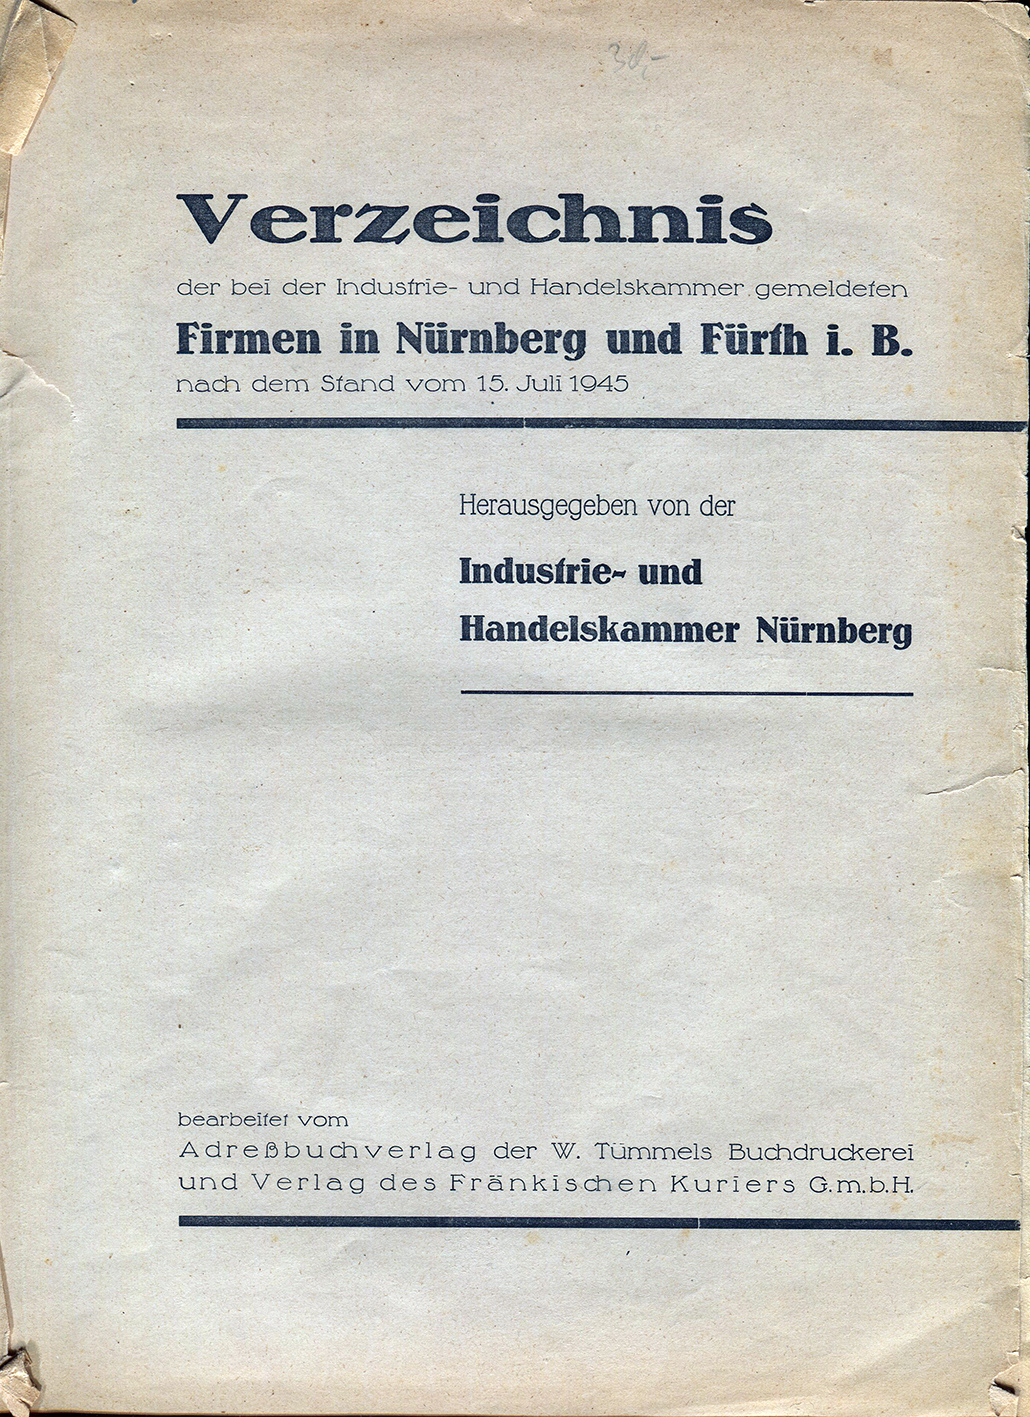 30,-
Verzeichnis
der bei der Industrie- und Handelskammer gemeldeten
Firmen in Nürnberg und Fürth i. B.
nach dem Stand vom 15. Juli 1945
Herausgegeben von der
Industrie- und
Handelskammer Nürnberg
bearbeitet vom
Adreßbuchverlag der W. Tümmels Buchdruckerei
und Verlag des Fränkischen Kuriers G.m.b.H.